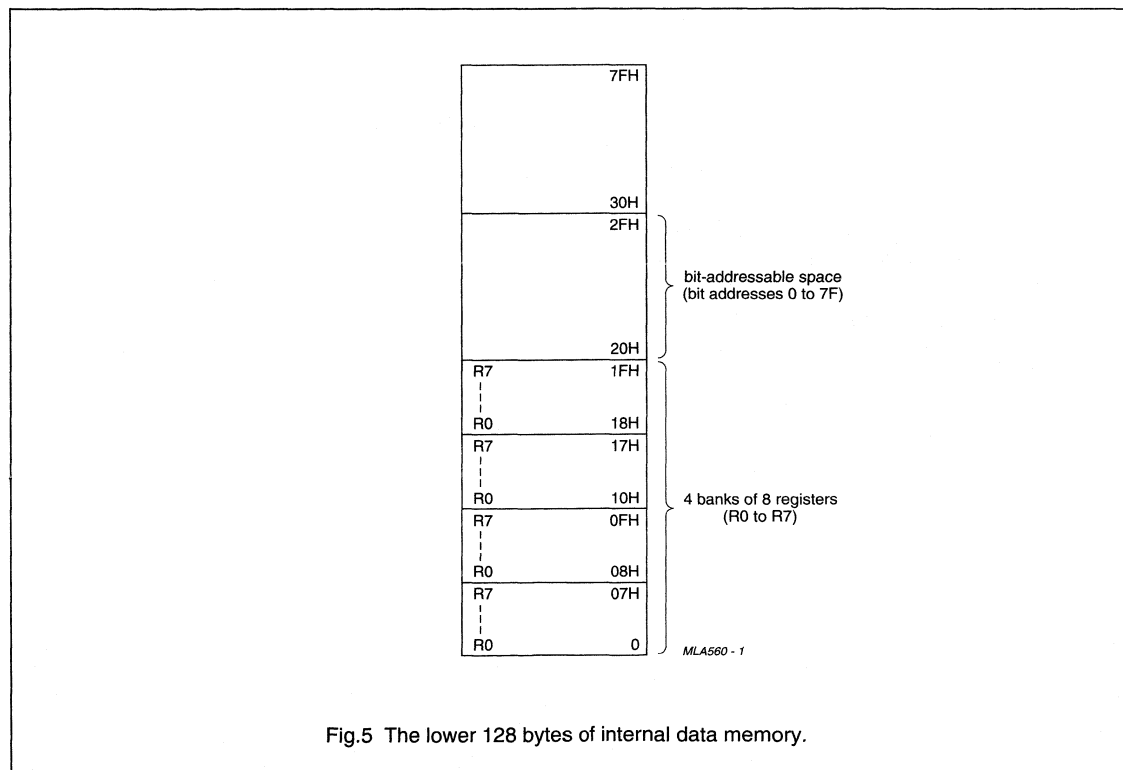 7FH
30H
2FH
bit-addressable space
(bit addresses 0 to 7F)
20H
R7 1FH
R0 18H
R7 17H
R0 10H
4 banks of 8 registers
(R0 to R7)
R7 0FH
R0 08H
R7 07H
R0 0
MLA560 - 1
Fig.5 The lower 128 bytes of internal data memory.